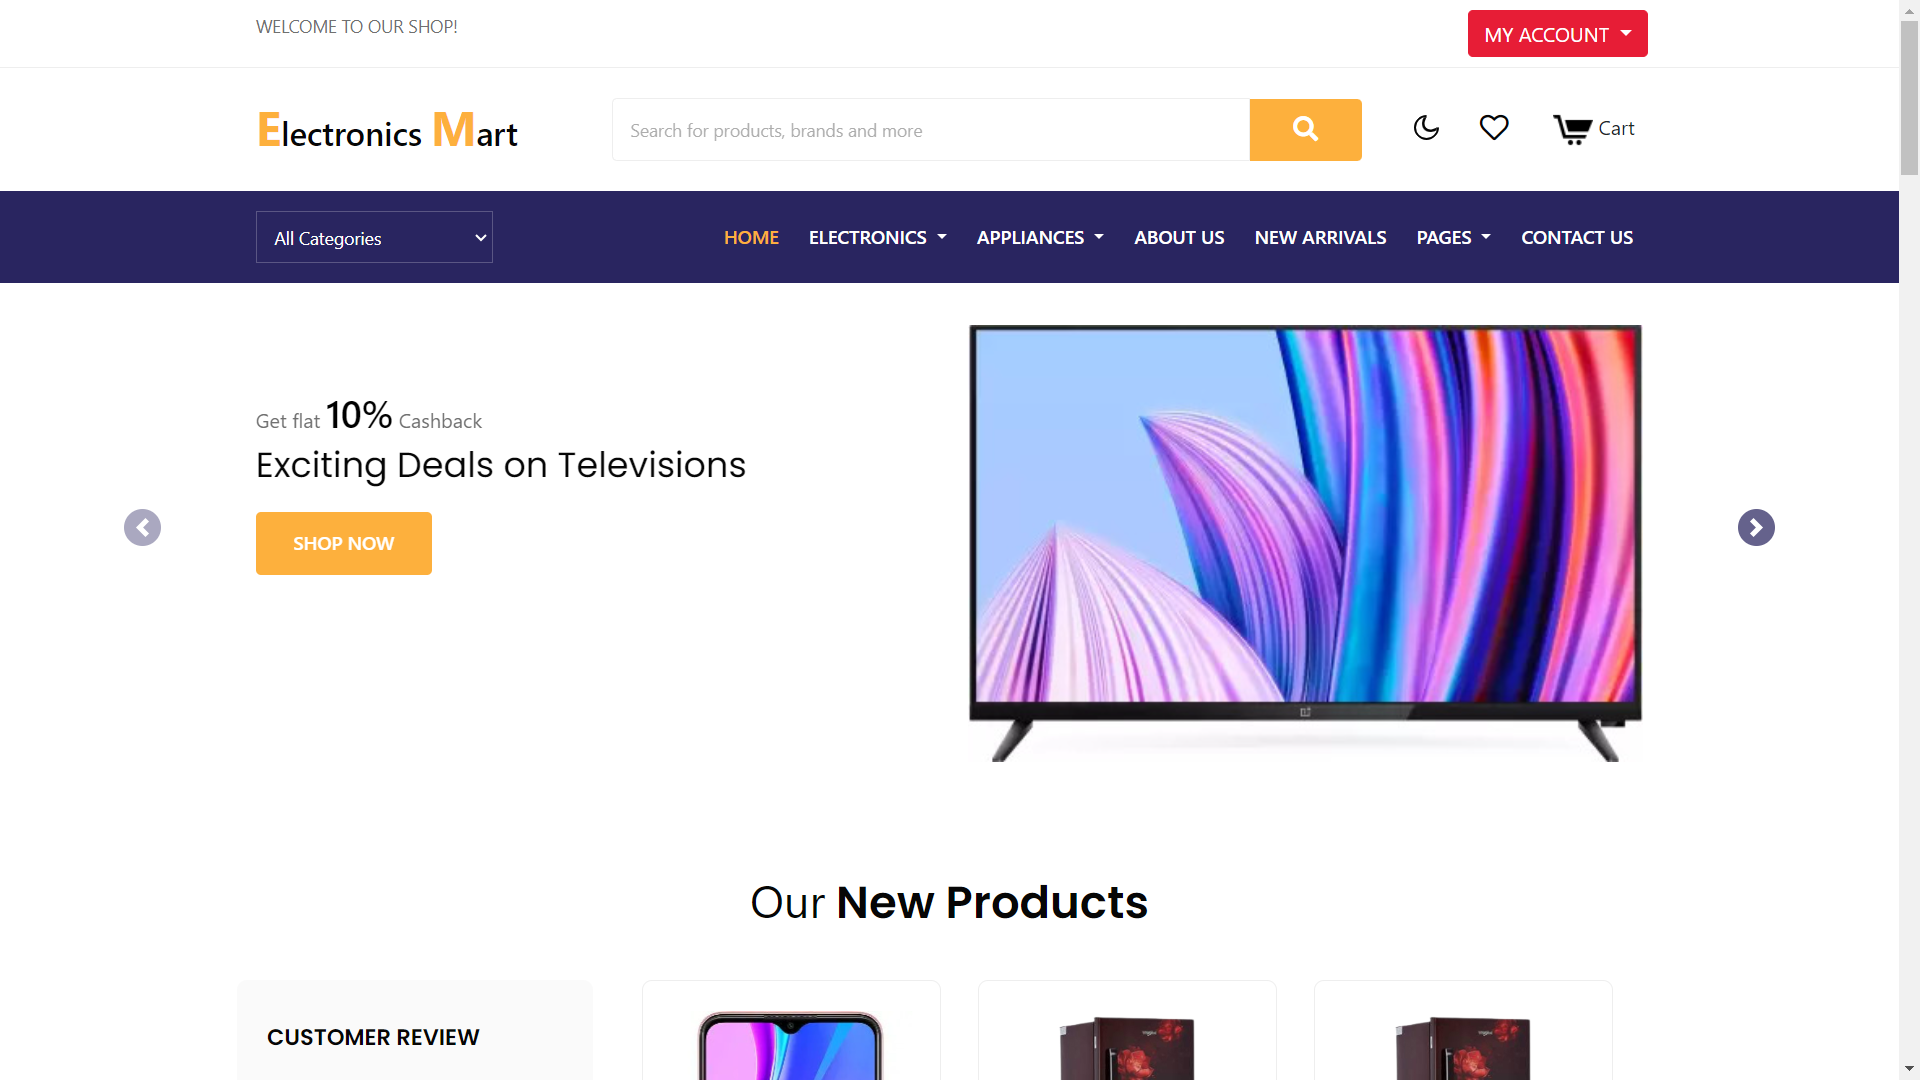 WELCOME TO OUR SHOP!
MY ACCOUNT
Electronics Mart
Search for products, brands and more
Cart
All Categories
HOME
ELECTRONICS
APPLIANCES
ABOUT US
NEW ARRIVALS
PAGES
CONTACT US
Get flat 10% Cashback
Exciting Deals on Televisions
SHOP NOW
Our New Products
CUSTOMER REVIEW